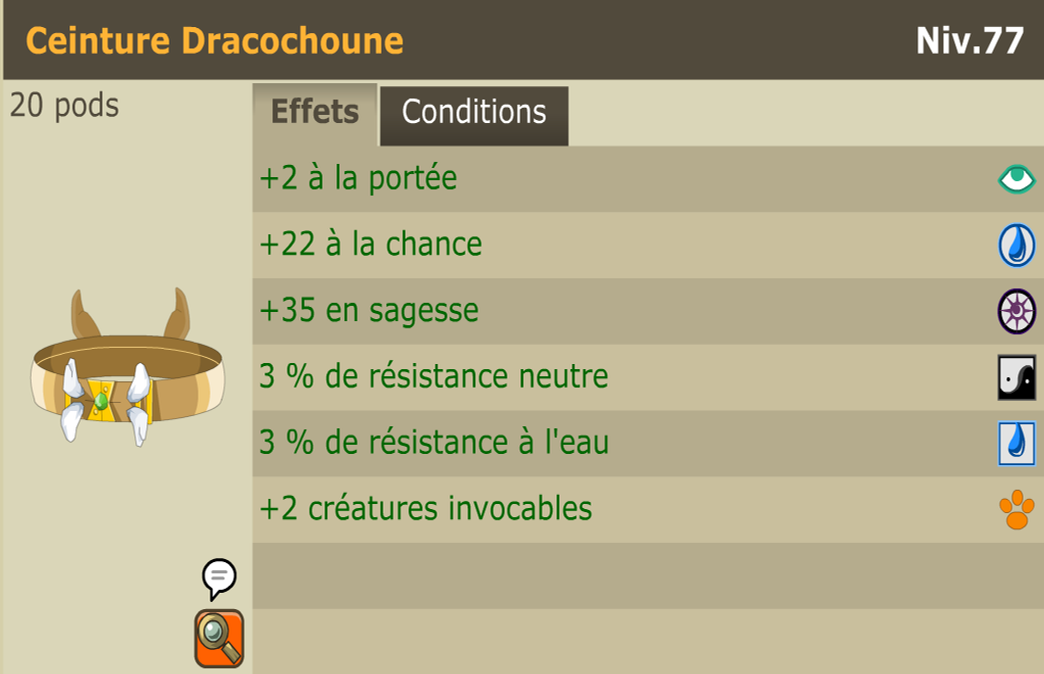 Ceinture Dracochoune
Niv.77
20 pods
Effets
Conditions
+2 à la portée
+22 à la chance
+35 en sagesse
3 % de résistance neutre
3 % de résistance à l'eau
+2 créatures invocables